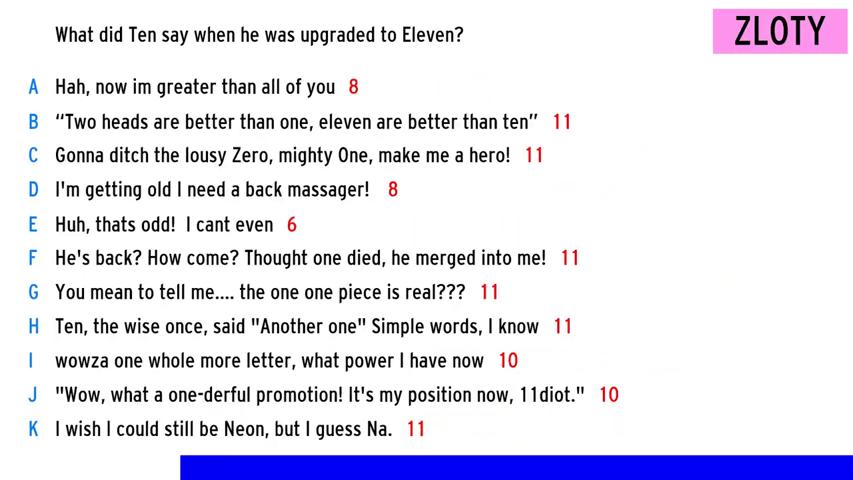 What did Ten say when he was upgraded to Eleven?
ZLOTY
A Hah, now im greater than all of you 8
B “Two heads are better than one, eleven are better than ten” 11
C Gonna ditch the lousy Zero, mighty One, make me a hero! 11
D I'm getting old I need a back massager! 8
E Huh, thats odd! I cant even 6
F He's back? How come? Thought one died, he merged into me! 11
G You mean to tell me.... the one one piece is real??? 11
H Ten, the wise once, said "Another one" Simple words, I know 11
I wowza one whole more letter, what power I have now 10
J "Wow, what a one-derful promotion! It's my position now, 11diot." 10
K I wish I could still be Neon, but I guess Na. 11